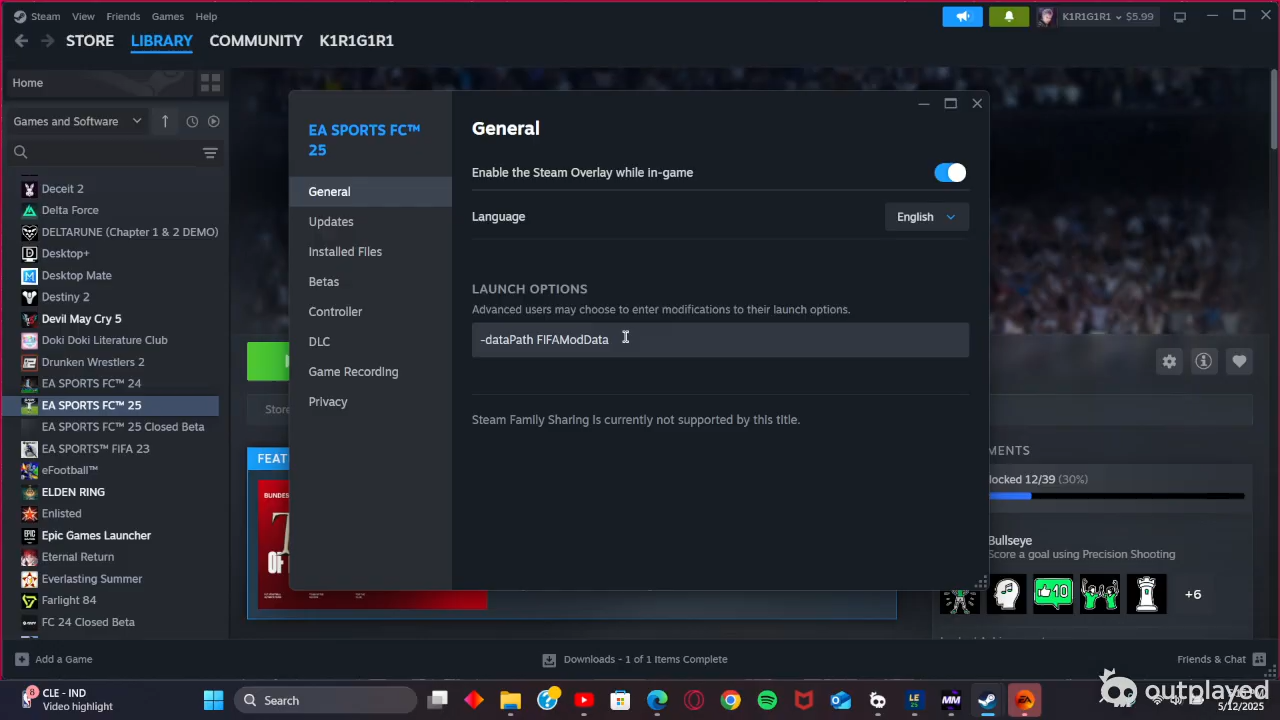 Steam View Friends Games Help
K1R1G1R1 $5.99
STORE LIBRARY COMMUNITY K1R1G1R1
Home
Games and Software
Deceit 2
Delta Force
DELTARUNE (Chapter 1 & 2 DEMO)
Desktop+
Desktop Mate
Destiny 2
Devil May Cry 5
Doki Doki Literature Club
Drunken Wrestlers 2
EA SPORTS FC™ 24
EA SPORTS FC™ 25
EA SPORTS FC™ 25 Closed Beta
EA SPORTS™ FIFA 23
eFootball™
ELDEN RING
Enlisted
Epic Games Launcher
Eternal Return
Everlasting Summer
Farlight 84
FC 24 Closed Beta
EA SPORTS FC™
25
General
Updates
Installed Files
Betas
Controller
DLC
Game Recording
Privacy
General
Enable the Steam Overlay while in-game
Language
English
LAUNCH OPTIONS
Advanced users may choose to enter modifications to their launch options.
-dataPath FIFAModData
Steam Family Sharing is currently not supported by this title.
Store
FEAT
MENTS
locked 12/39 (30%)
Bullseye
Score a goal using Precision Shooting
10
+6
Add a Game
Downloads - 1 of 1 Items Complete
Friends & Chat
8
CLE - IND
Video highlight
Search
outplayed
5/12/2025